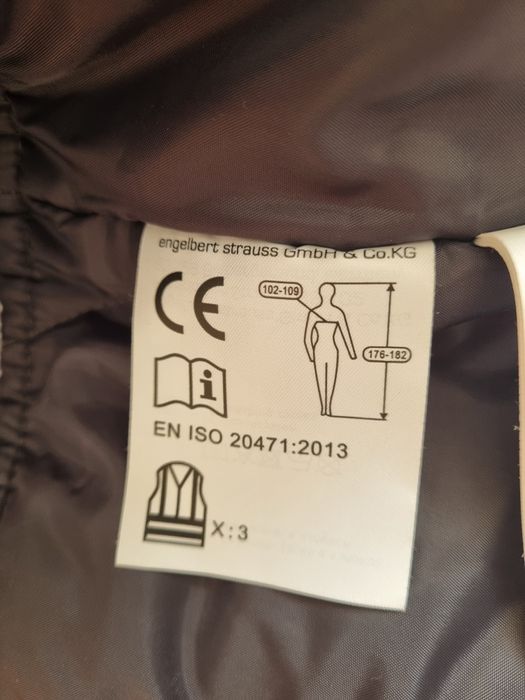 engelbert strauss GmbH & Co.KG
CE
102-109
176-182
i
EN ISO 20471:2013
X:3